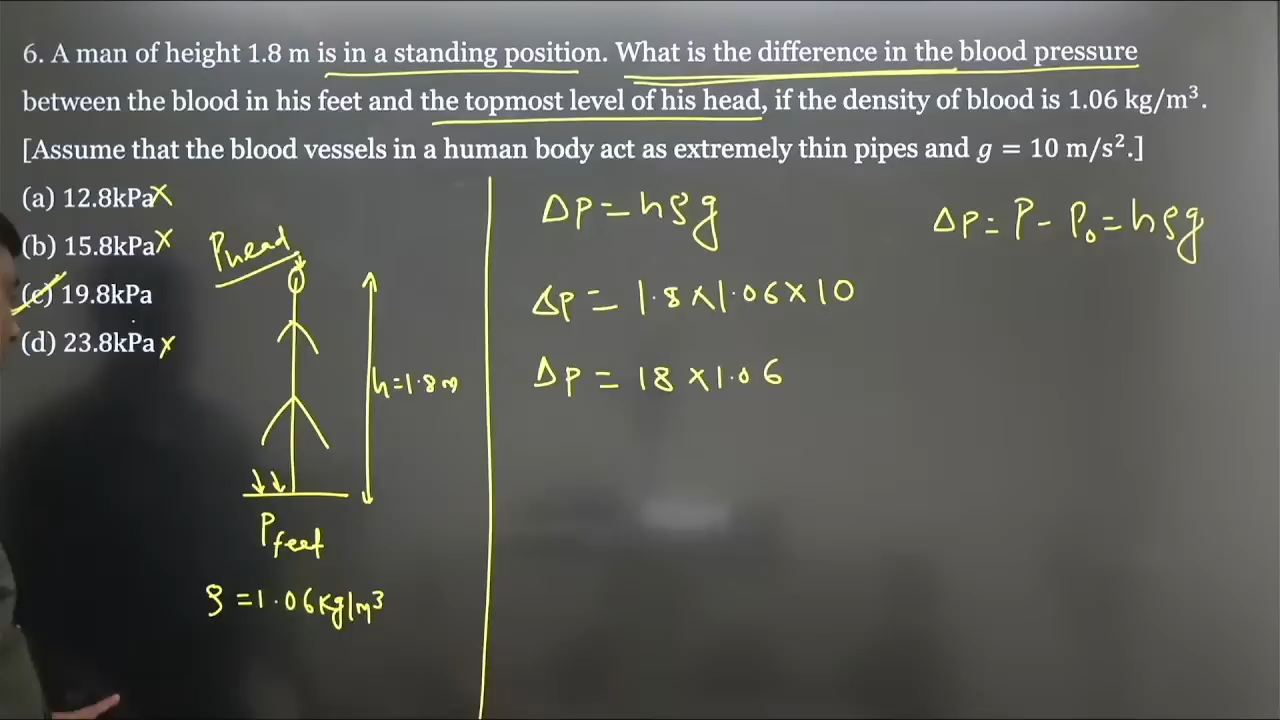 6. A man of height 1.8 m is in a standing position. What is the difference in the blood pressure
between the blood in his feet and the topmost level of his head, if the density of blood is 1.06 kg/m³.
[Assume that the blood vessels in a human body act as extremely thin pipes and g = 10 m/s².]
(a) 12.8kPa×
(b) 15.8kPa×
(c) 19.8kPa
(d) 23.8kPa ×
P head
h=1.8m
P feet
ρ =1.06Kg/m³
ΔP = hρg
ΔP = 1.8×1.06×10
ΔP = 18×1.06
ΔP = P - P₀ = hρg